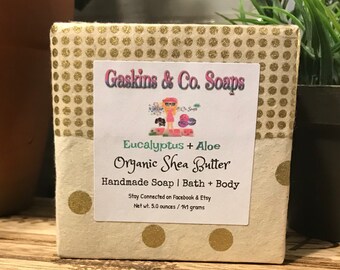 Gaskins & Co. Soaps
Eucalyptus + Aloe
Organic Shea Butter
Handmade Soap | Bath + Body
Stay Connected on Facebook & Etsy
Net wt. 5.0 ounces / 141 grams